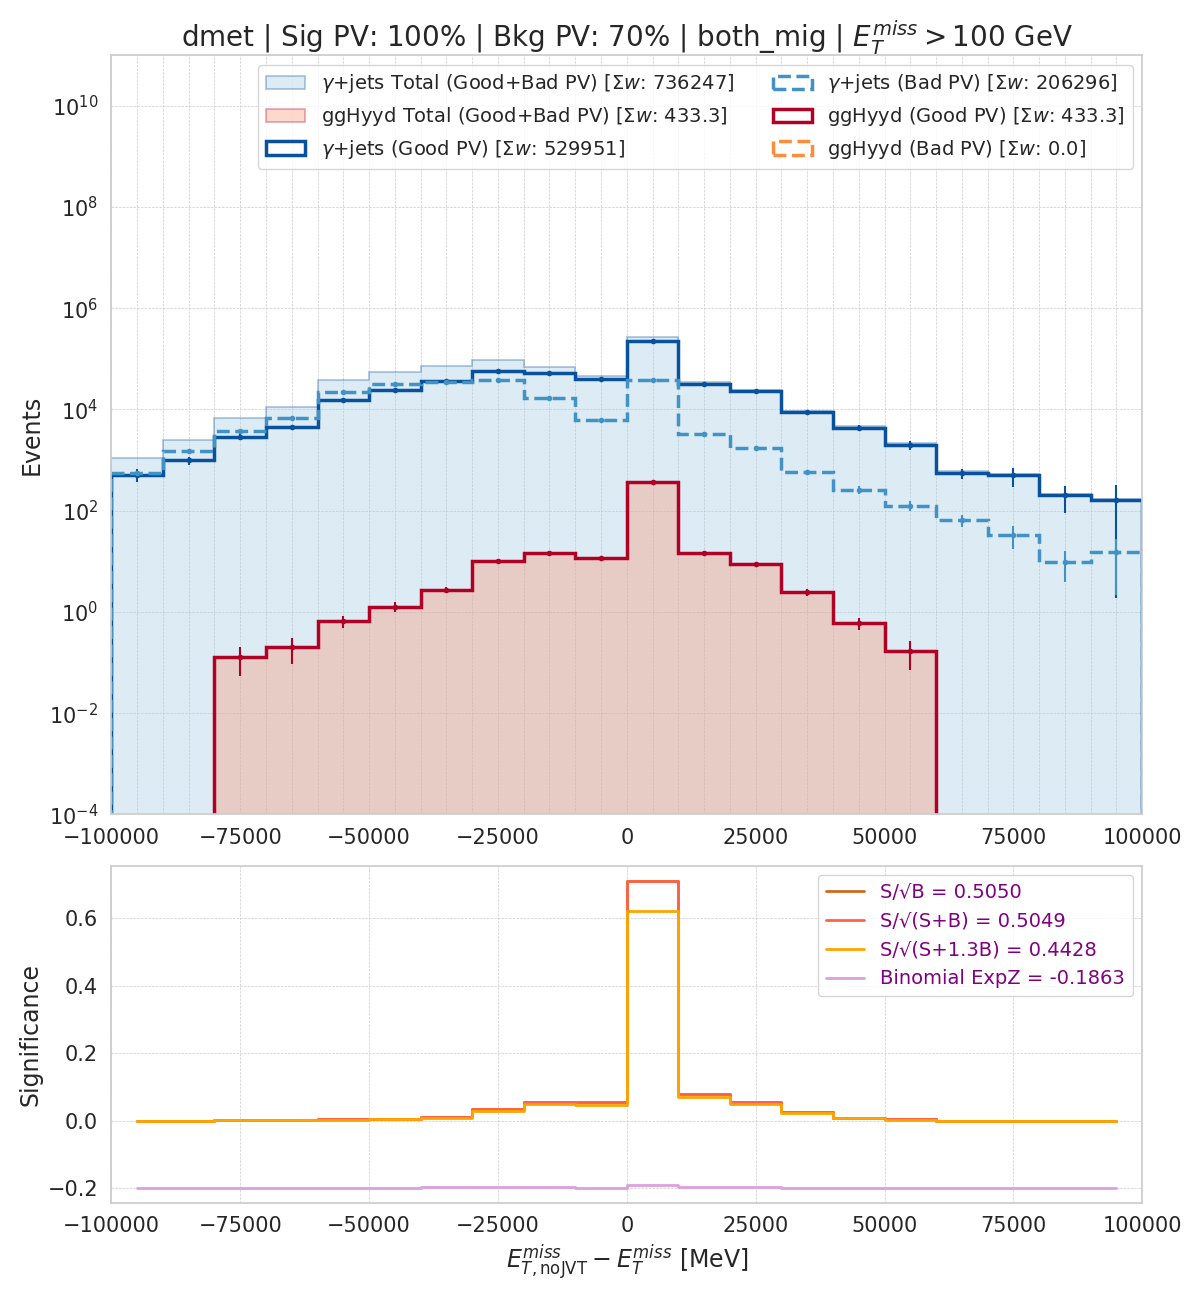 dmet | Sig PV: 100% | Bkg PV: 70% | both_mig | $E_T^{miss} > 100$ GeV
γ+jets Total (Good+Bad PV) [Σw: 736247]
ggHyyd Total (Good+Bad PV) [Σw: 433.3]
γ+jets (Good PV) [Σw: 529951]
γ+jets (Bad PV) [Σw: 206296]
ggHyyd (Good PV) [Σw: 433.3]
ggHyyd (Bad PV) [Σw: 0.0]
Events
$10^{10}$
$10^8$
$10^6$
$10^4$
$10^2$
$10^0$
$10^{-2}$
$10^{-4}$
−100000 −75000 −50000 −25000 0 25000 50000 75000 100000
S/√B = 0.5050
S/√(S+B) = 0.5049
S/√(S+1.3B) = 0.4428
Binomial ExpZ = -0.1863
Significance
0.6
0.4
0.2
0.0
−0.2
−100000 −75000 −50000 −25000 0 25000 50000 75000 100000
$E_{T,noJVT}^{miss} - E_T^{miss}$ [MeV]